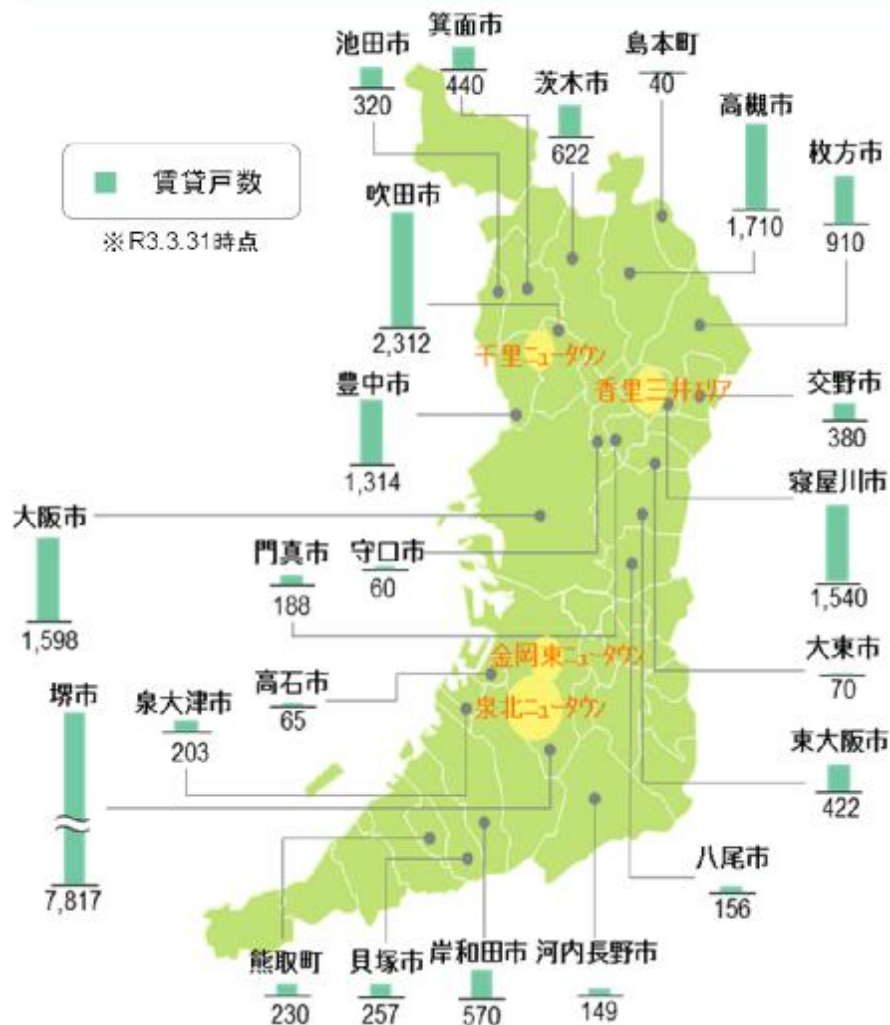 箕面市
440
池田市
320
島本町
40
茨木市
622
高槻市
1,710
枚方市
910
賃貸戸数
※R3.3.31時点
吹田市
2,312
千里ニュータウン
香里三井エリア
豊中市
1,314
交野市
380
寝屋川市
1,540
大阪市
1,598
門真市
188
守口市
60
金岡東ニュータウン
大東市
70
高石市
65
泉北ニュータウン
堺市
7,817
泉大津市
203
東大阪市
422
八尾市
156
熊取町
230
貝塚市
257
岸和田市
570
河内長野市
149